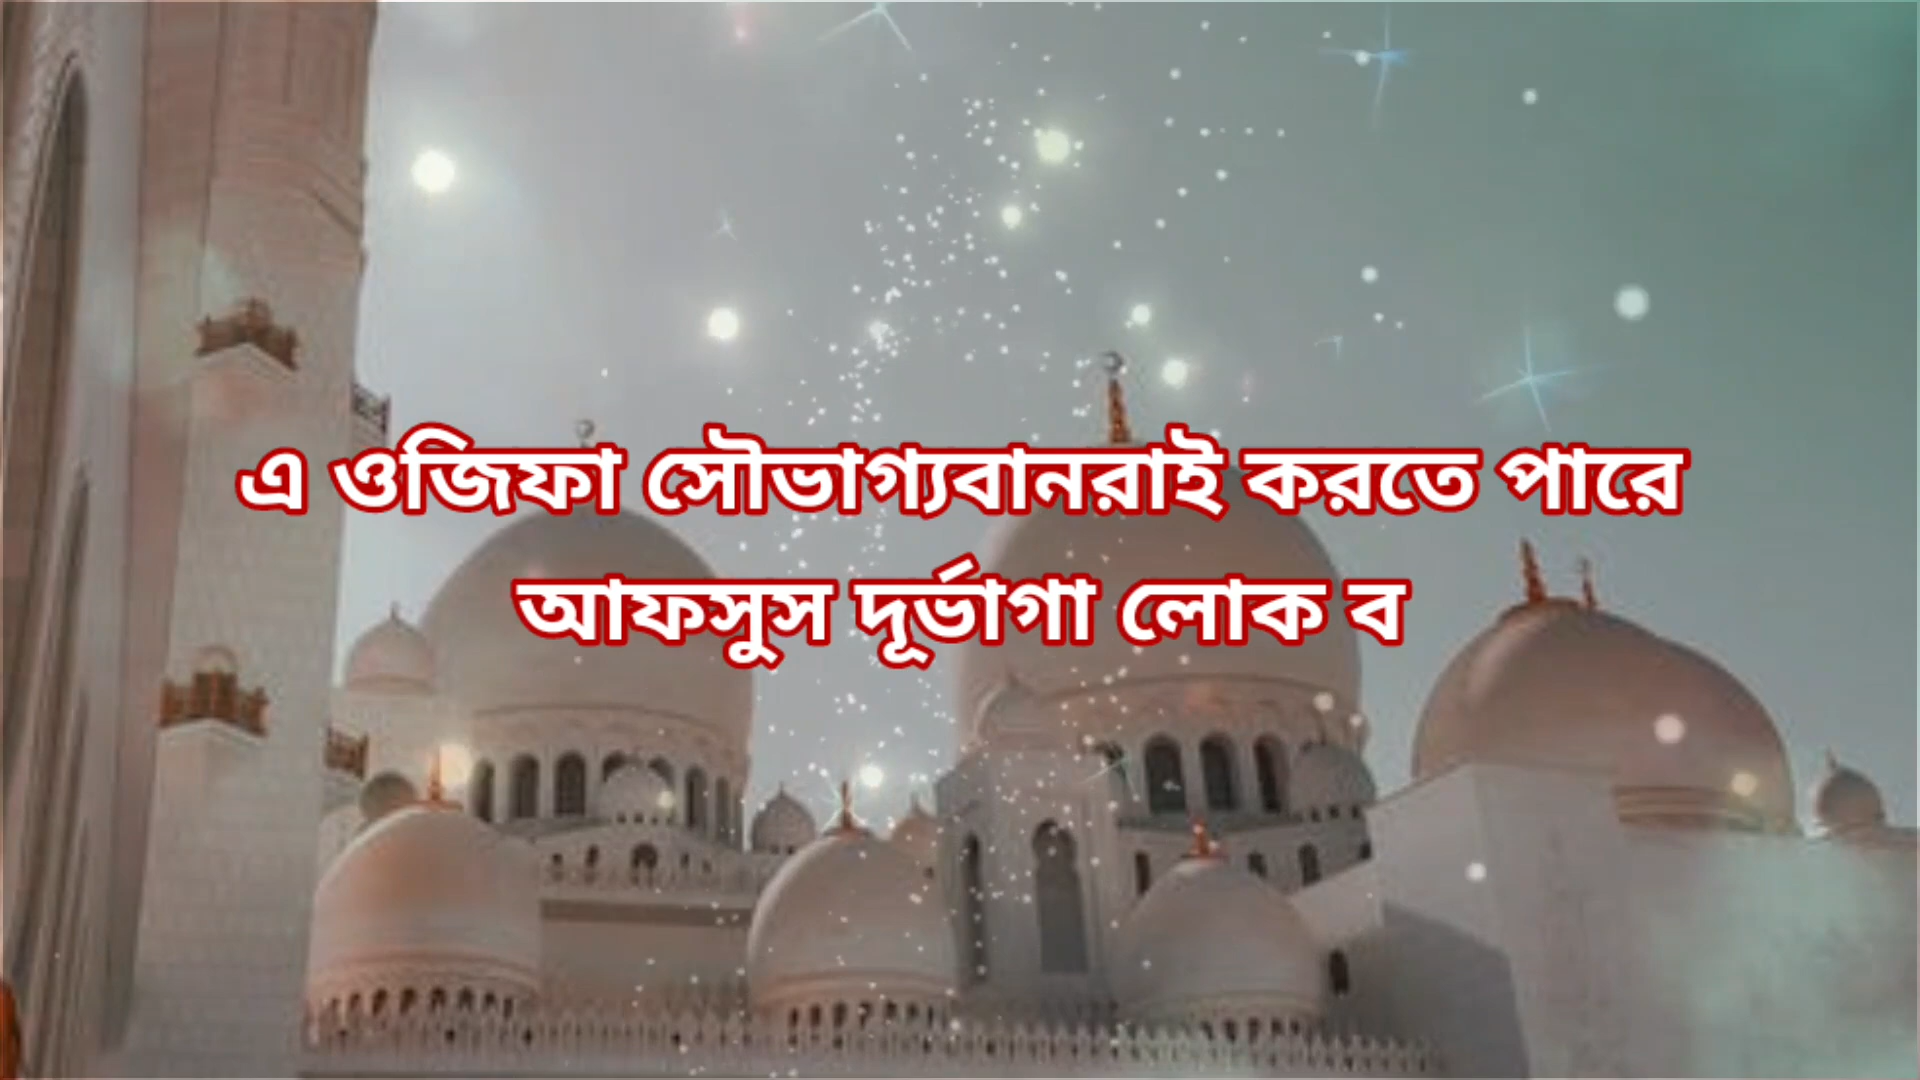 এ ওজিফা সৌভাগ্যবানরাই করতে পারে
আফসুস দূর্ভাগা লোক ব